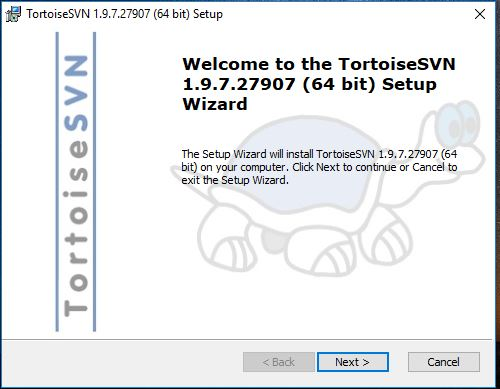 TortoiseSVN 1.9.7.27907 (64 bit) Setup
TortoiseSVN
Welcome to the TortoiseSVN
1.9.7.27907 (64 bit) Setup
Wizard
The Setup Wizard will install TortoiseSVN 1.9.7.27907 (64
bit) on your computer. Click Next to continue or Cancel to
exit the Setup Wizard.
< Back
Next >
Cancel